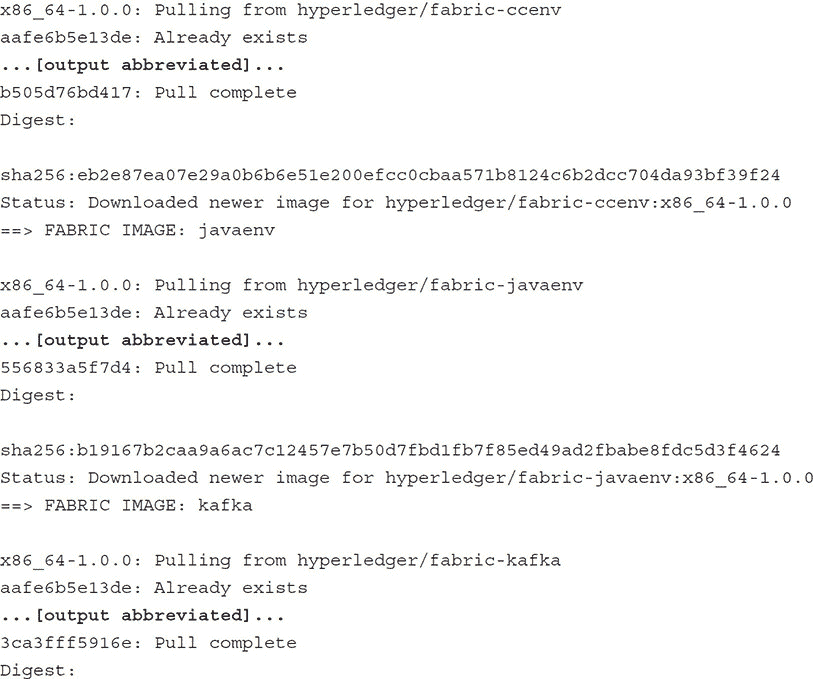 x86_64-1.0.0: Pulling from hyperledger/fabric-ccenv
aafe6b5e13de: Already exists
...[output abbreviated]...
b505d76bd417: Pull complete
Digest:
sha256:eb2e87ea07e29a0b6b6e51e200efcc0cbaa571b8124c6b2dcc704da93bf39f24
Status: Downloaded newer image for hyperledger/fabric-ccenv:x86_64-1.0.0
==> FABRIC IMAGE: javaenv
x86_64-1.0.0: Pulling from hyperledger/fabric-javaenv
aafe6b5e13de: Already exists
...[output abbreviated]...
556833a5f7d4: Pull complete
Digest:
sha256:b19167b2caa9a6ac7c12457e7b50d7fbd1fb7f85ed49ad2fbabe8fdc5d3f4624
Status: Downloaded newer image for hyperledger/fabric-javaenv:x86_64-1.0.0
==> FABRIC IMAGE: kafka
x86_64-1.0.0: Pulling from hyperledger/fabric-kafka
aafe6b5e13de: Already exists
...[output abbreviated]...
3ca3fff5916e: Pull complete
Digest: